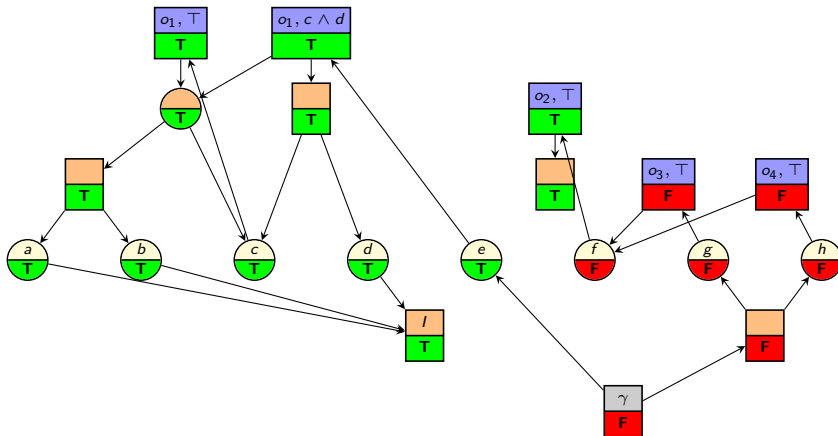 o₁, ⊤
T
o₁, c ∧ d
T
T
T
o₂, ⊤
T
T
T
o₃, ⊤
F
o₄, ⊤
F
a
T
b
T
c
T
d
T
e
T
f
F
g
F
h
F
I
T
F
γ
F